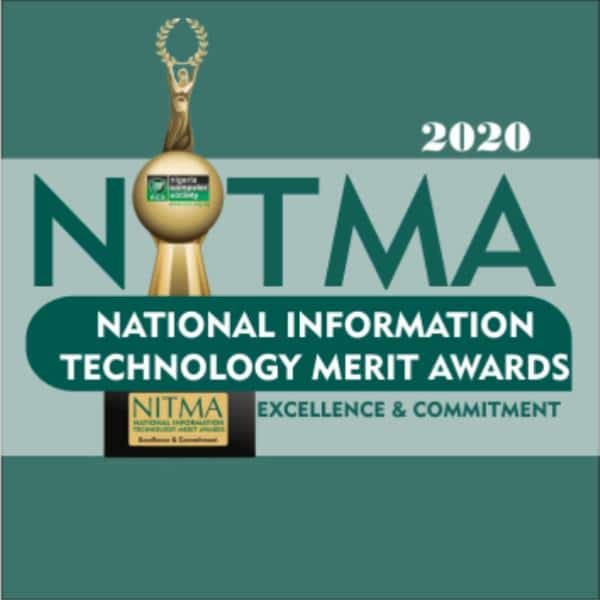 2020
NITMA
nigeria
computer
society
NCS
NATIONAL INFORMATION
TECHNOLOGY MERIT AWARDS
EXCELLENCE & COMMITMENT
NITMA
NATIONAL INFORMATION
TECHNOLOGY MERIT AWARDS
Excellence & Commitment